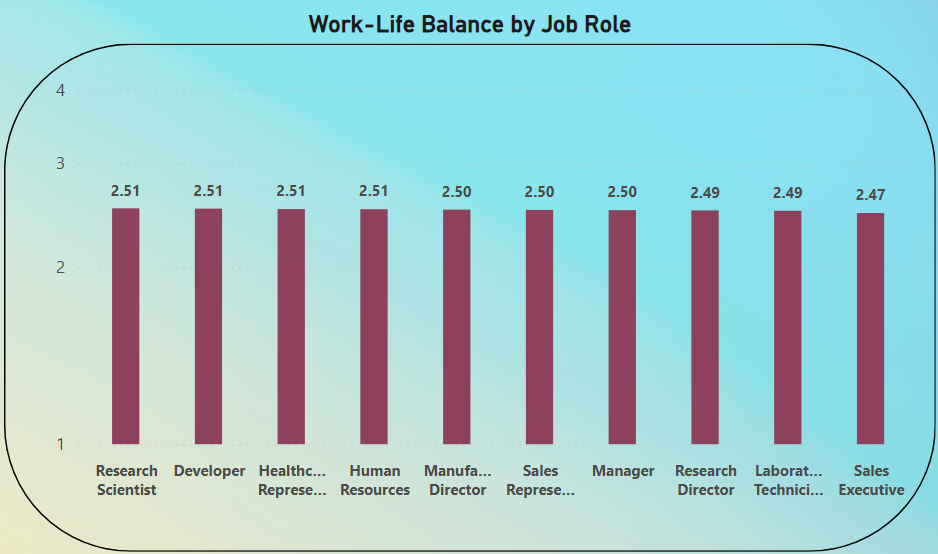 Work-Life Balance by Job Role
4
3
2
1
2.51 2.51 2.51 2.51 2.50 2.50 2.50 2.49 2.49 2.47
Research Developer Healthc... Human Manufa... Sales Manager Research Laborat... Sales
Scientist Represe... Resources Director Represe... Director Technici... Executive